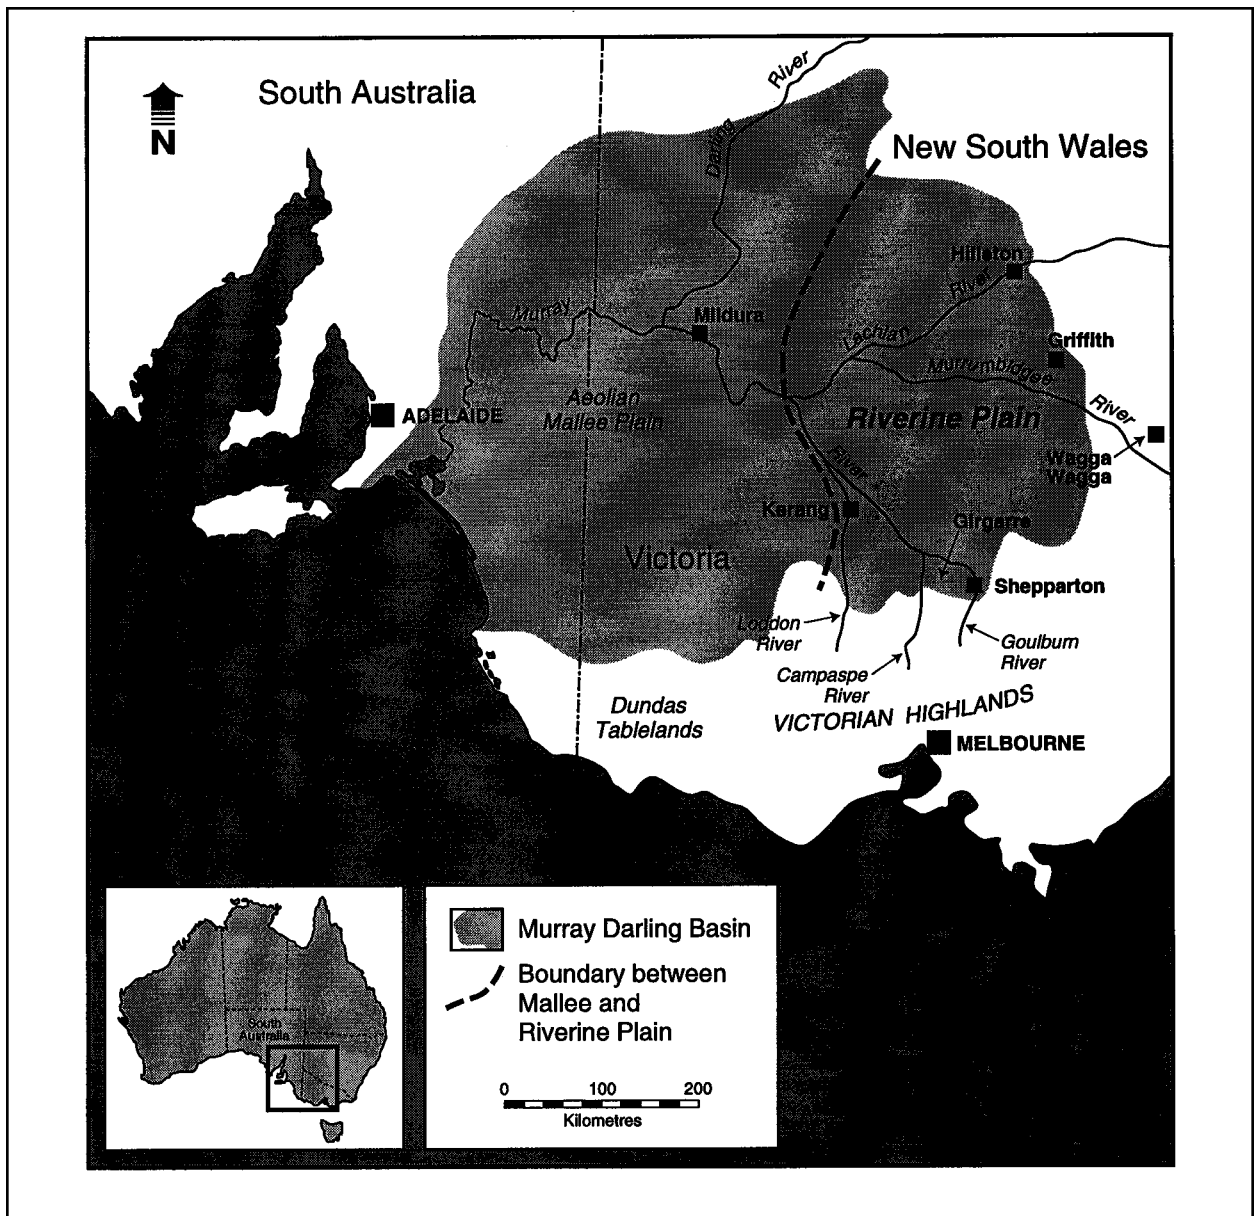 South Australia
N
River
Darling
New South Wales
Hillston
River
Murray
Mildura
Lachlan
Griffith
Murrumbidgee
Aeolian
Mallee Plain
ADELAIDE
Riverine Plain
River
Wagga
Wagga
River
Kerang
Girgarre
Victoria
Shepparton
Loddon
River
Goulburn
River
Campaspe
River
Dundas
Tablelands
VICTORIAN HIGHLANDS
MELBOURNE
South
Australia
Murray Darling Basin
Boundary between
Mallee and
Riverine Plain
0 100 200
Kilometres